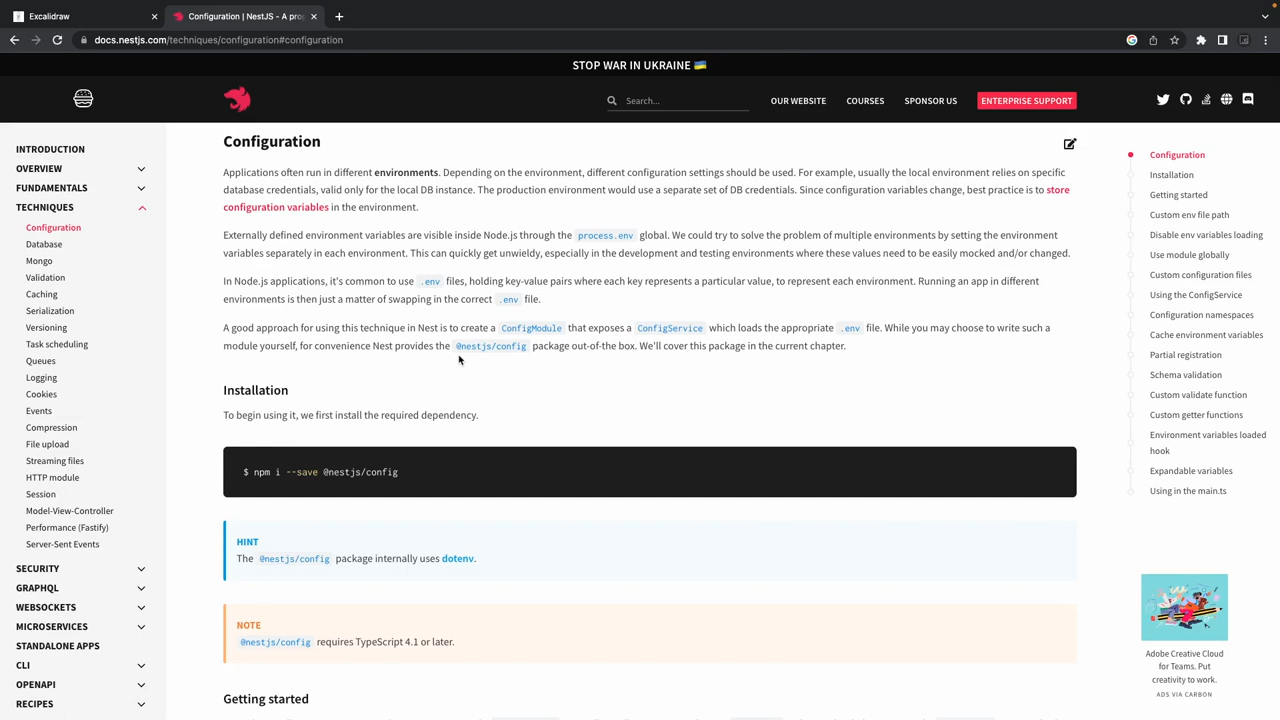 Excalidraw
Configuration | NestJS - A pro
docs.nestjs.com/techniques/configuration#configuration
STOP WAR IN UKRAINE 🇺🇦
Search...
OUR WEBSITE
COURSES
SPONSOR US
ENTERPRISE SUPPORT
INTRODUCTION
OVERVIEW
FUNDAMENTALS
TECHNIQUES
Configuration
Database
Mongo
Validation
Caching
Serialization
Versioning
Task scheduling
Queues
Logging
Cookies
Events
Compression
File upload
Streaming files
HTTP module
Session
Model-View-Controller
Performance (Fastify)
Server-Sent Events
SECURITY
GRAPHQL
WEBSOCKETS
MICROSERVICES
STANDALONE APPS
CLI
OPENAPI
RECIPES
Configuration
Applications often run in different environments. Depending on the environment, different configuration settings should be used. For example, usually the local environment relies on specific
database credentials, valid only for the local DB instance. The production environment would use a separate set of DB credentials. Since configuration variables change, best practice is to store
configuration variables in the environment.
Externally defined environment variables are visible inside Node.js through the process.env global. We could try to solve the problem of multiple environments by setting the environment
variables separately in each environment. This can quickly get unwieldy, especially in the development and testing environments where these values need to be easily mocked and/or changed.
In Node.js applications, it's common to use .env files, holding key-value pairs where each key represents a particular value, to represent each environment. Running an app in different
environments is then just a matter of swapping in the correct .env file.
A good approach for using this technique in Nest is to create a ConfigModule that exposes a ConfigService which loads the appropriate .env file. While you may choose to write such a
module yourself, for convenience Nest provides the @nestjs/config package out-of-the box. We'll cover this package in the current chapter.
Installation
To begin using it, we first install the required dependency.
$ npm i --save @nestjs/config
HINT
The @nestjs/config package internally uses dotenv.
NOTE
@nestjs/config requires TypeScript 4.1 or later.
Getting started
Configuration
Installation
Getting started
Custom env file path
Disable env variables loading
Use module globally
Custom configuration files
Using the ConfigService
Configuration namespaces
Cache environment variables
Partial registration
Schema validation
Custom validate function
Custom getter functions
Environment variables loaded
hook
Expandable variables
Using in the main.ts
Adobe Creative Cloud
for Teams. Put
creativity to work.
ADS VIA CARBON